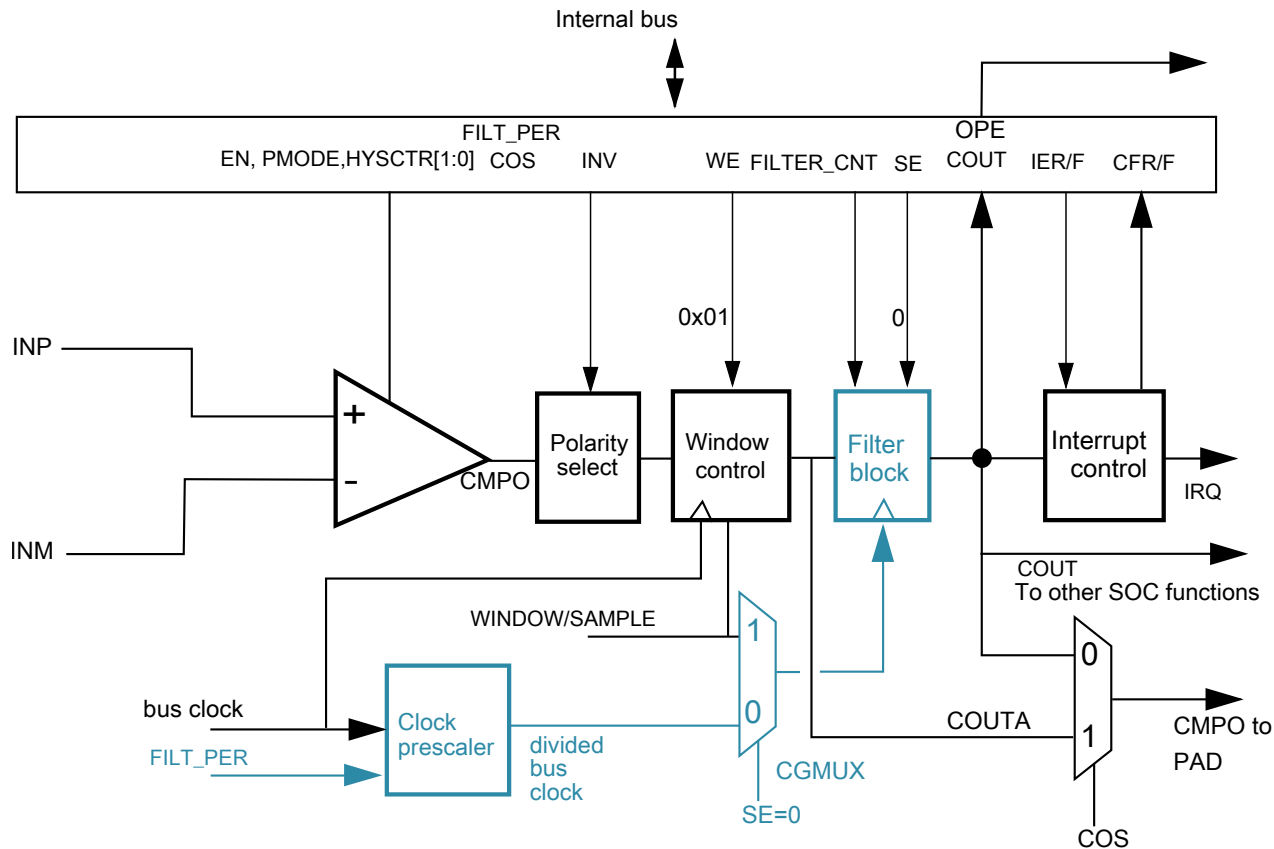 Internal bus
FILT_PER
OPE
EN, PMODE,HYSCTR[1:0]
COS
INV
WE
FILTER_CNT
SE
COUT
IER/F
CFR/F
0x01
0
INP
INM
+
-
CMPO
Polarity
select
Window
control
Filter
block
Interrupt
control
IRQ
COUT
To other SOC functions
WINDOW/SAMPLE
1
0
0
1
bus clock
FILT_PER
Clock
prescaler
divided
bus
clock
CGMUX
SE=0
COUTA
CMPO to
PAD
COS